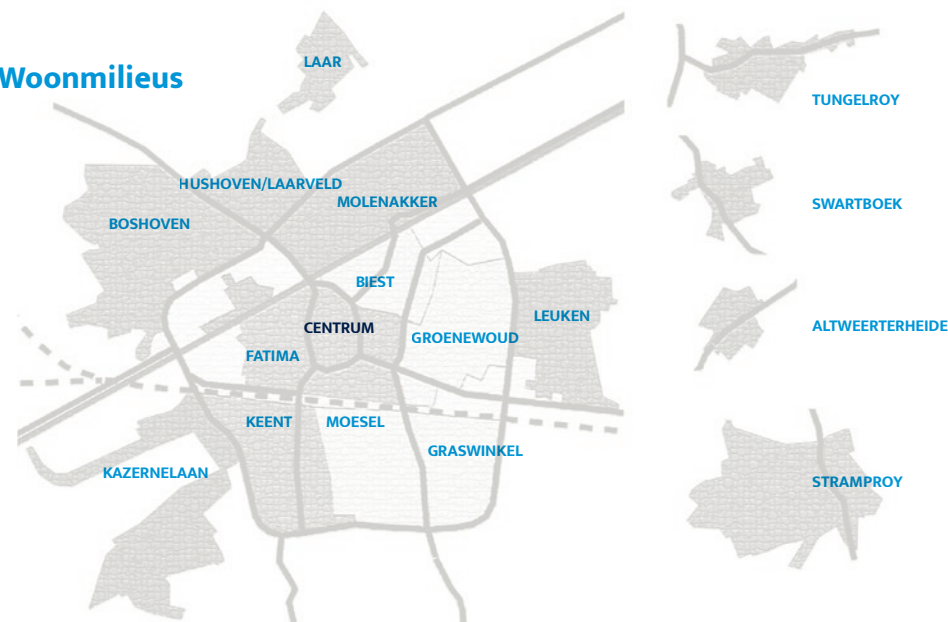 Woonmilieus
LAAR
TUNGELROY
HUSHOVEN/LAARVELD
MOLENAKKER
SWARTBOEK
BOSHOVEN
BIEST
CENTRUM
LEUKEN
ALTWEERTERHEIDE
GROENEWOUD
FATIMA
KEENT
MOESEL
GRASWINKEL
KAZERNELAAN
STRAMPROY